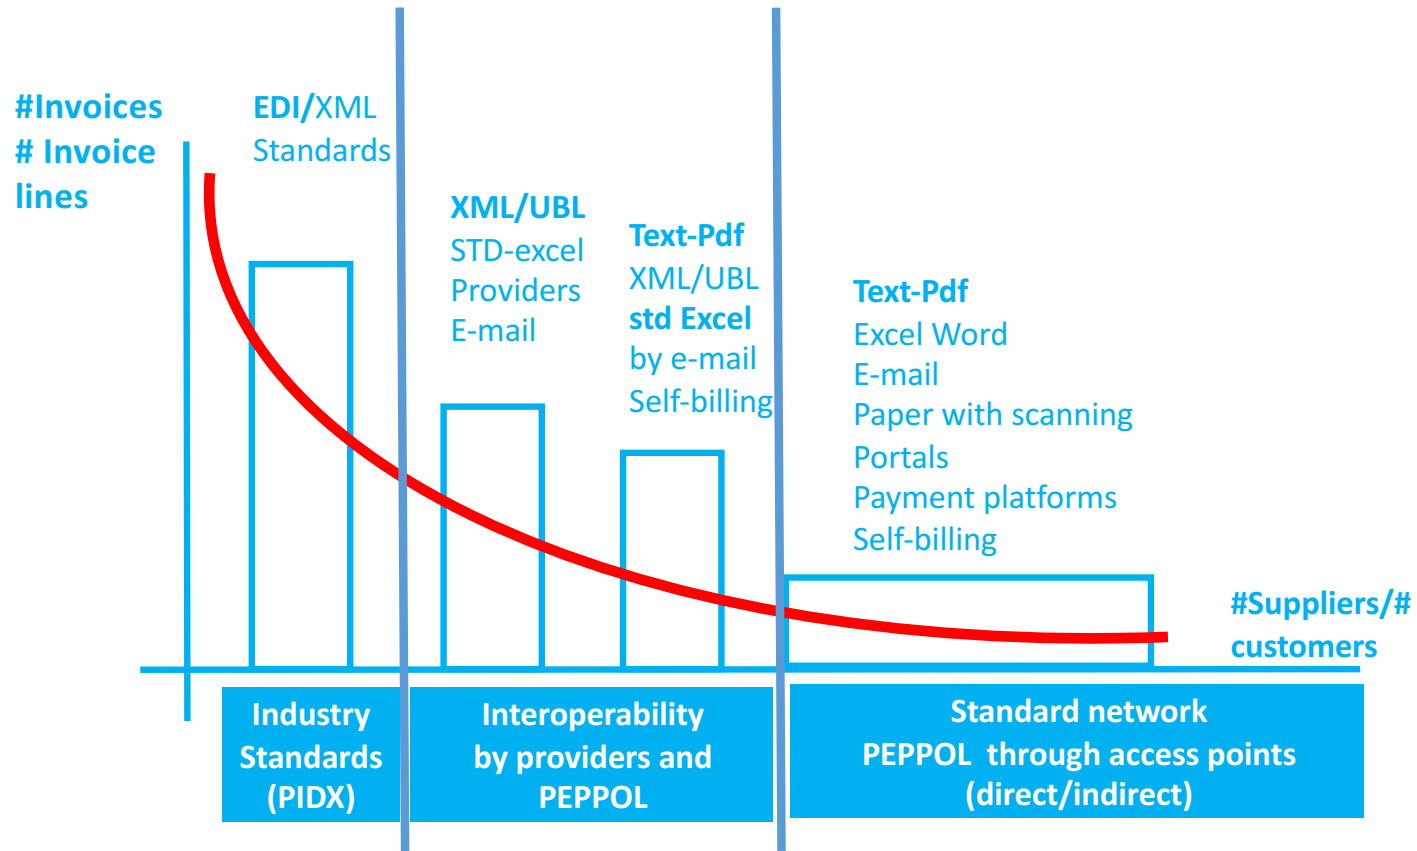 #Invoices
# Invoice
lines
EDI/XML
Standards
XML/UBL
STD-excel
Providers
E-mail
Text-Pdf
XML/UBL
std Excel
by e-mail
Self-billing
Text-Pdf
Excel Word
E-mail
Paper with scanning
Portals
Payment platforms
Self-billing
#Suppliers/#
customers
Industry
Standards
(PIDX)
Interoperability
by providers and
PEPPOL
Standard network
PEPPOL through access points
(direct/indirect)